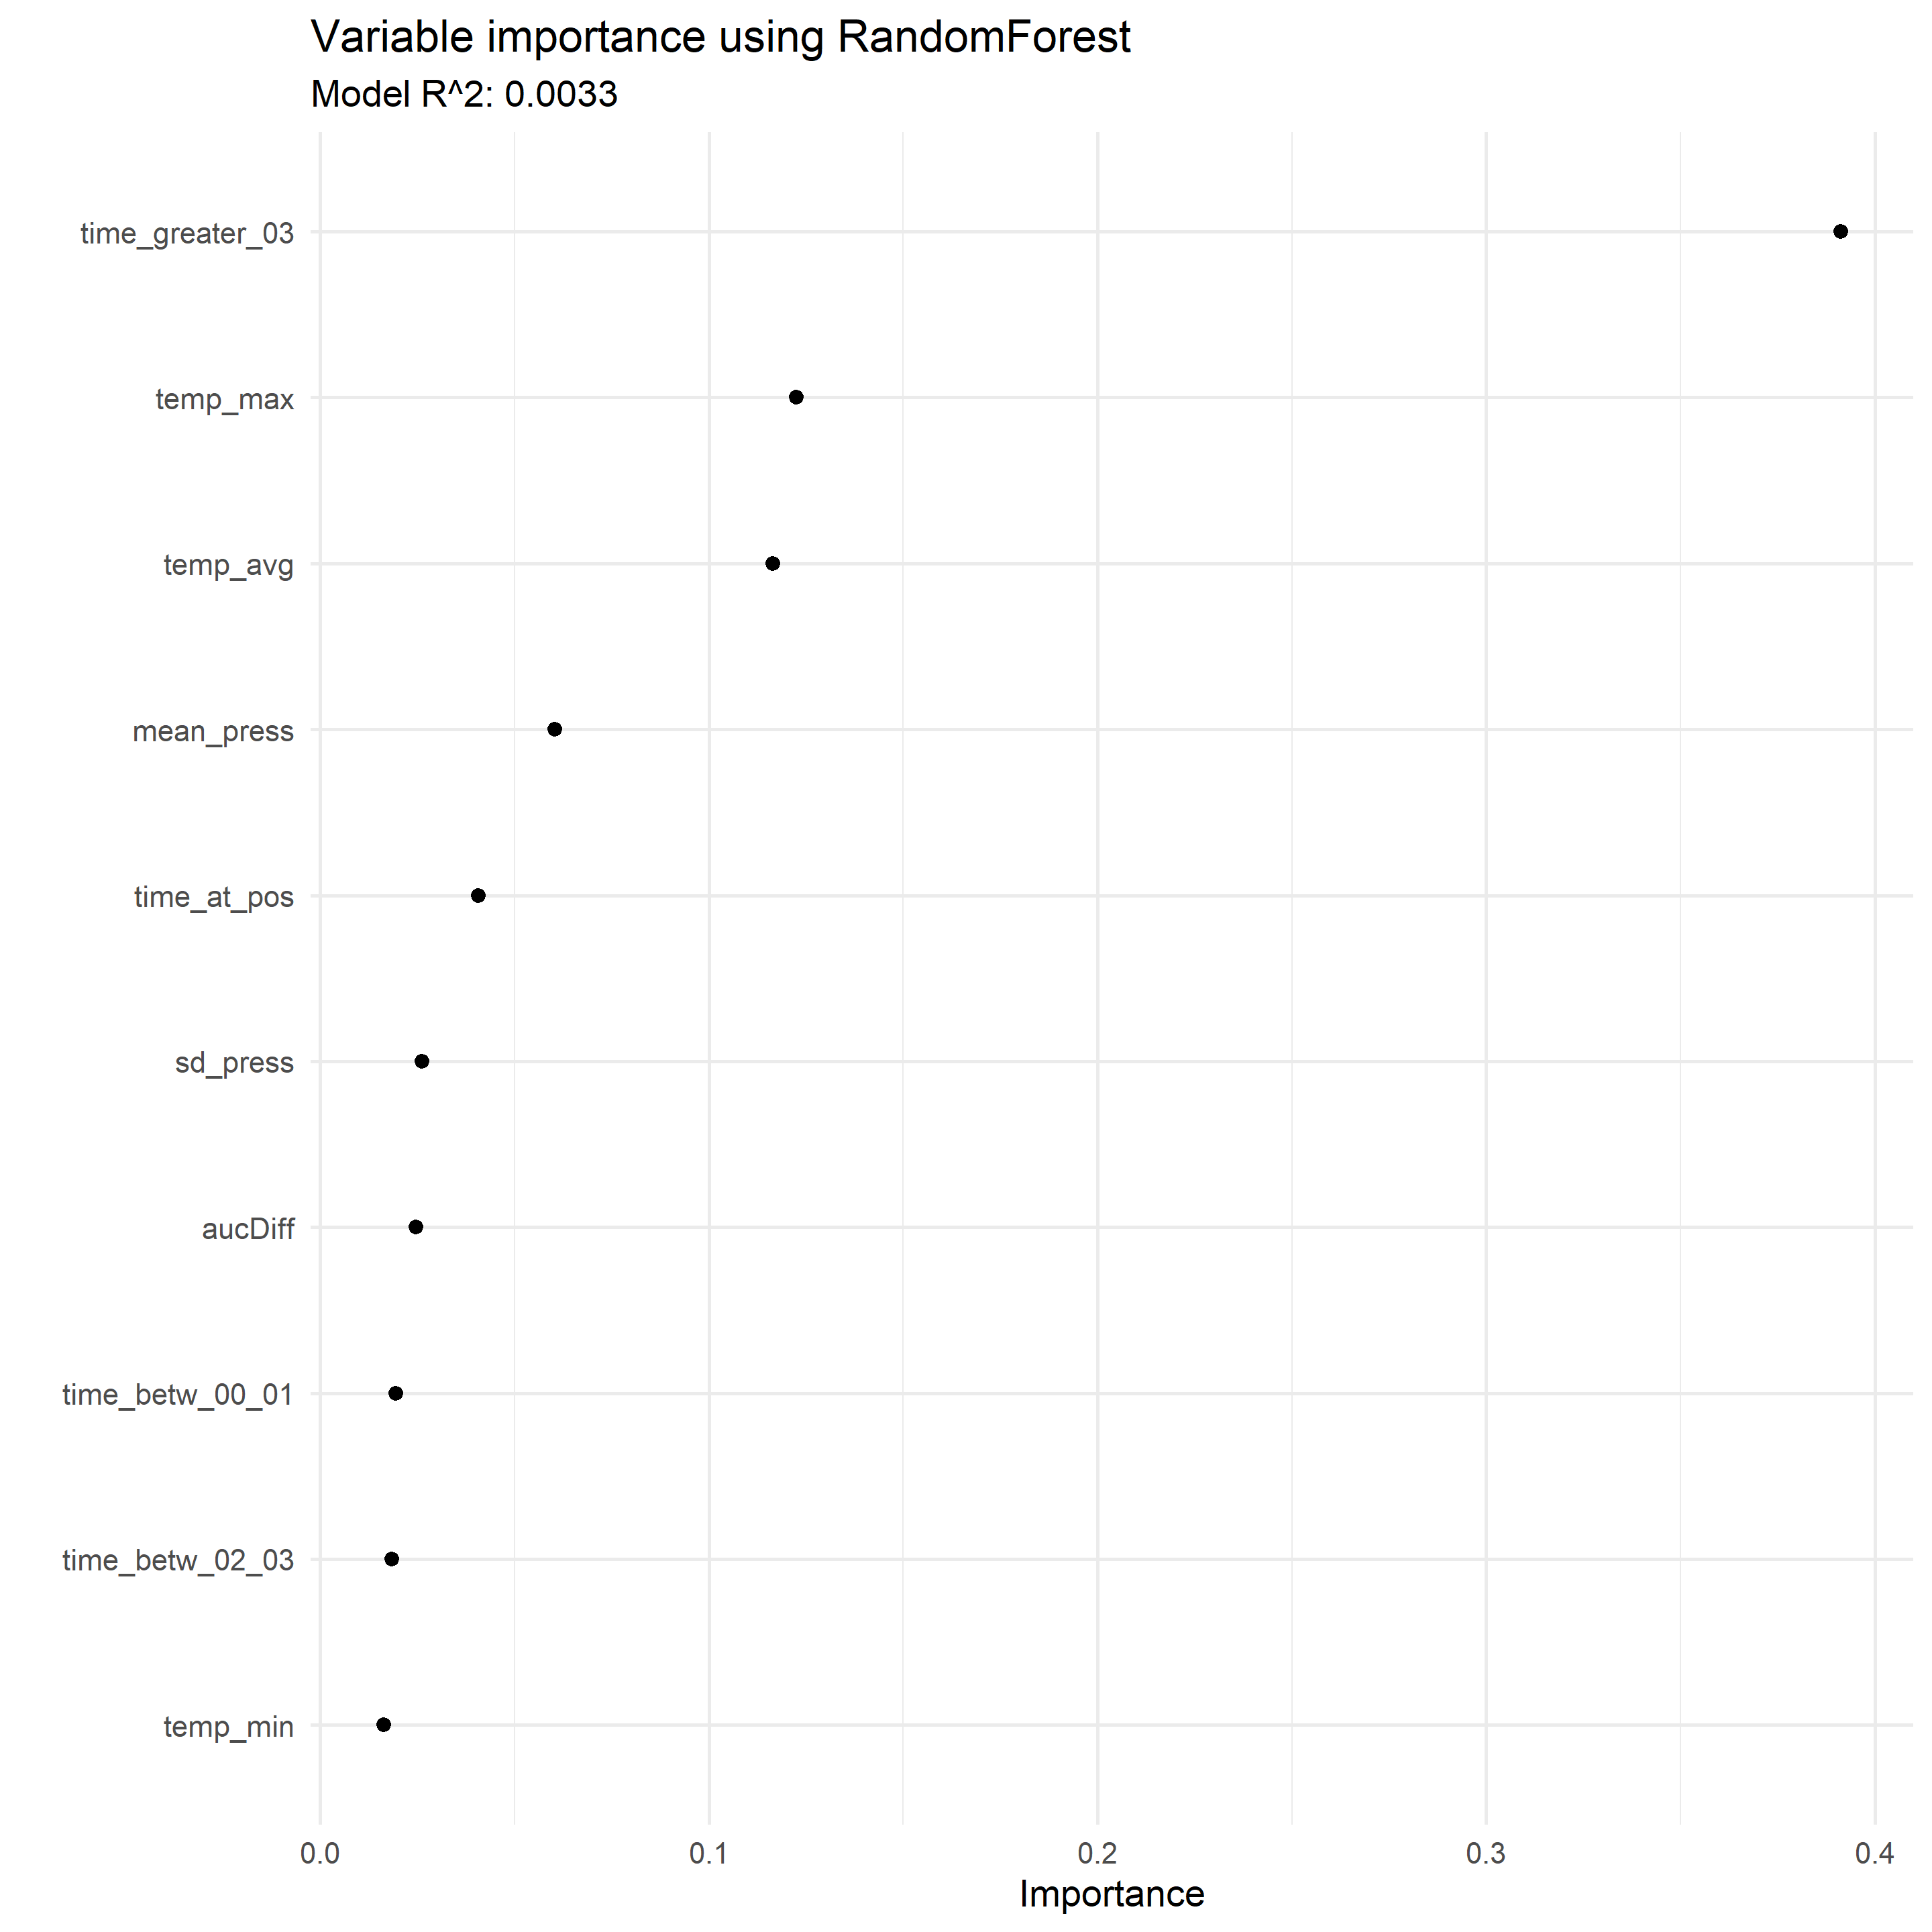 Variable importance using RandomForest
Model R^2: 0.0033
time_greater_03
temp_max
temp_avg
mean_press
time_at_pos
sd_press
aucDiff
time_betw_00_01
time_betw_02_03
temp_min
0.0 0.1 0.2 0.3 0.4
Importance